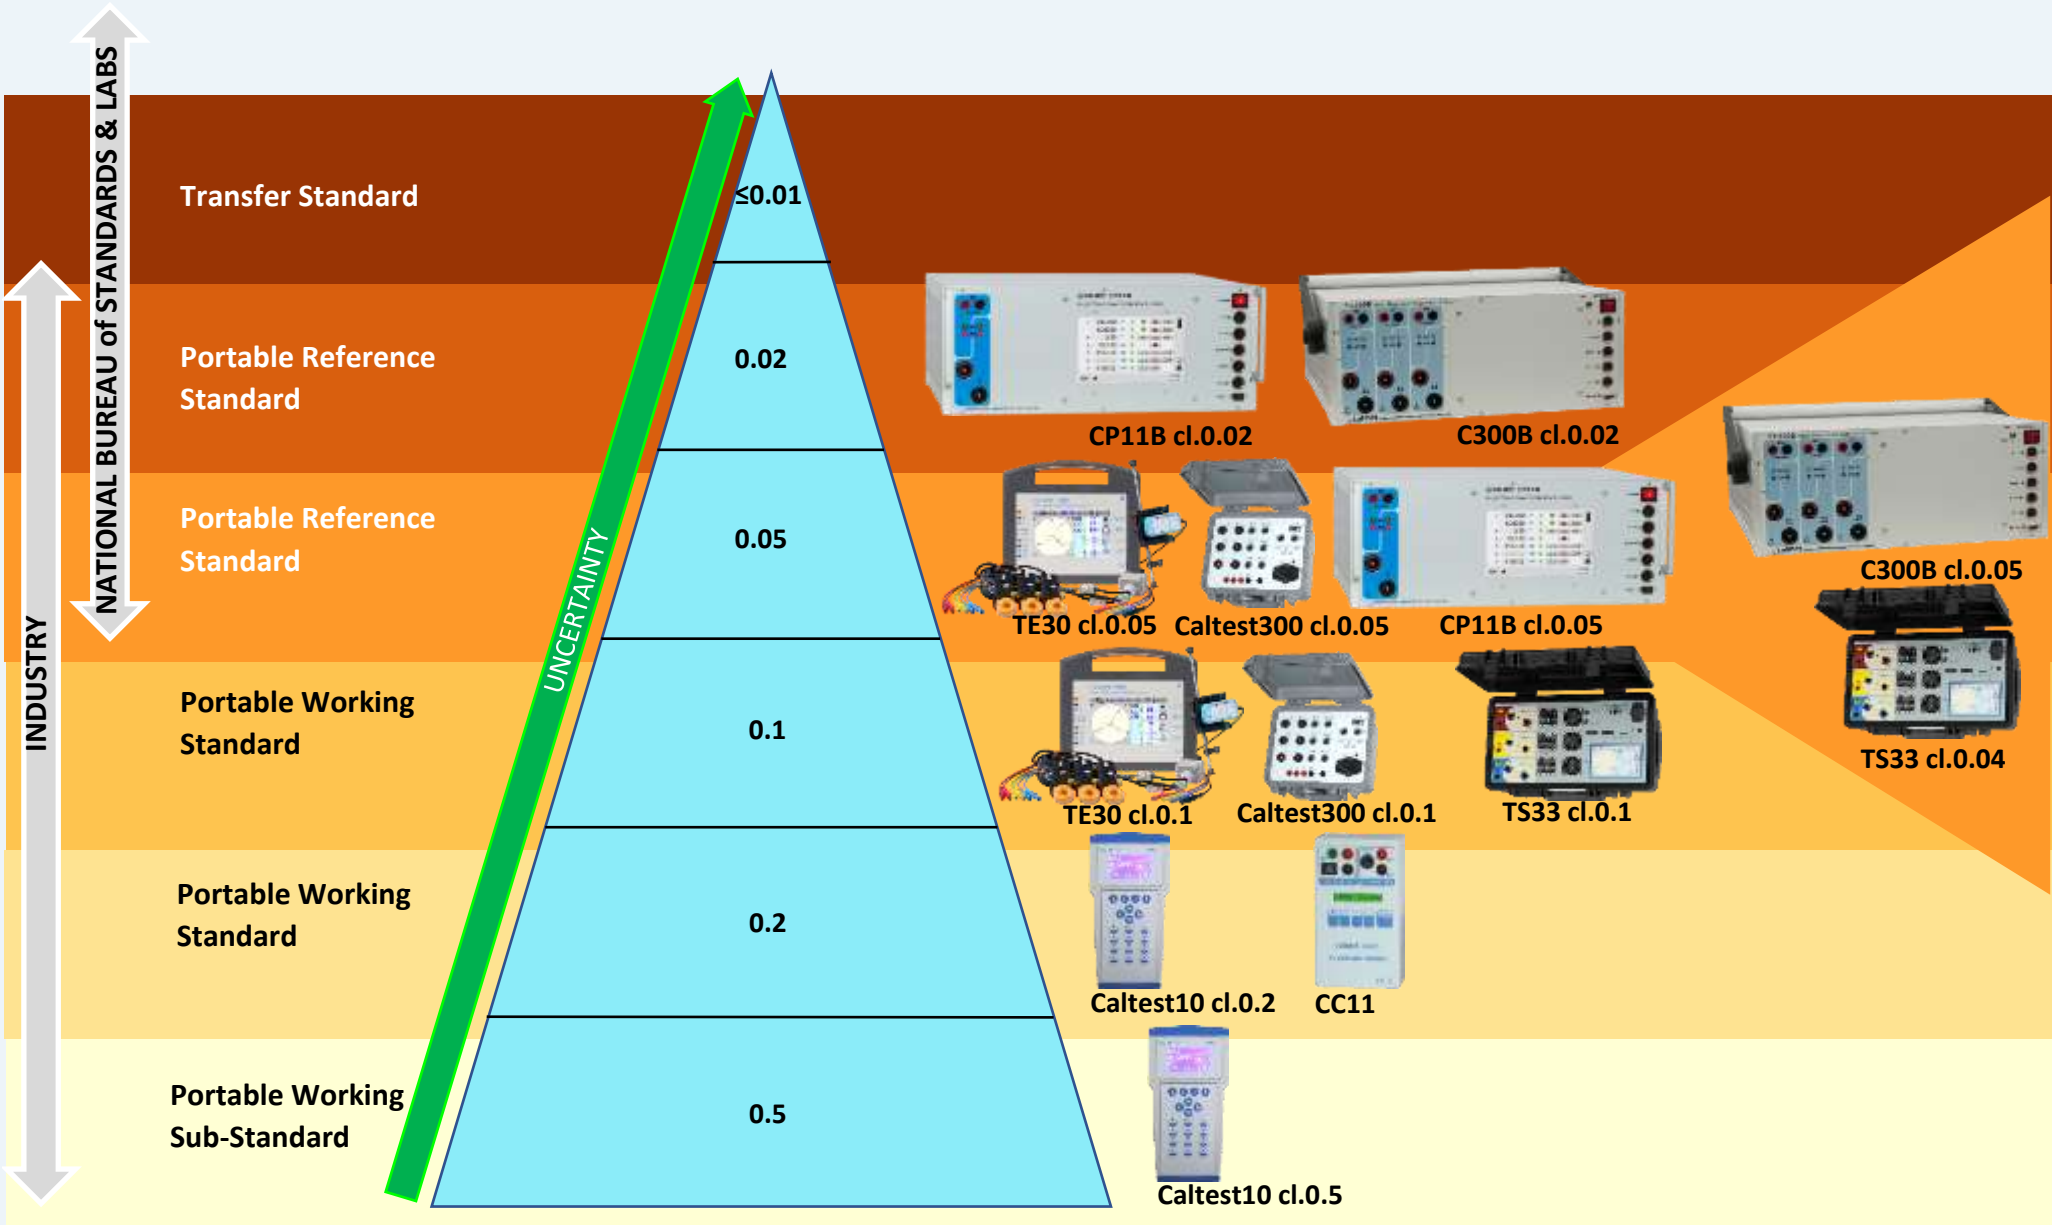 NATIONAL BUREAU of STANDARDS & LABS
INDUSTRY
UNCERTAINTY
Transfer Standard
≤0.01
Portable Reference
Standard
0.02
CP11B cl.0.02
C300B cl.0.02
Portable Reference
Standard
0.05
TE30 cl.0.05
Caltest300 cl.0.05
CP11B cl.0.05
C300B cl.0.05
Portable Working
Standard
0.1
TE30 cl.0.1
Caltest300 cl.0.1
TS33 cl.0.1
TS33 cl.0.04
Portable Working
Standard
0.2
Caltest10 cl.0.2
CC11
Portable Working
Sub-Standard
0.5
Caltest10 cl.0.5